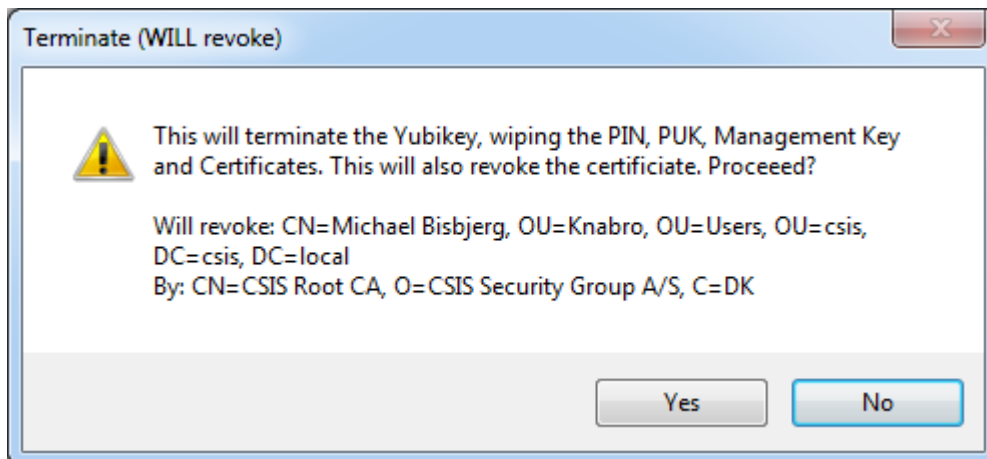 Terminate (WILL revoke)
This will terminate the Yubikey, wiping the PIN, PUK, Management Key
and Certificates. This will also revoke the certificiate. Proceeed?
Will revoke: CN=Michael Bisbjerg, OU=Knabro, OU=Users, OU=csis,
DC=csis, DC=local
By: CN=CSIS Root CA, O=CSIS Security Group A/S, C=DK
Yes
No